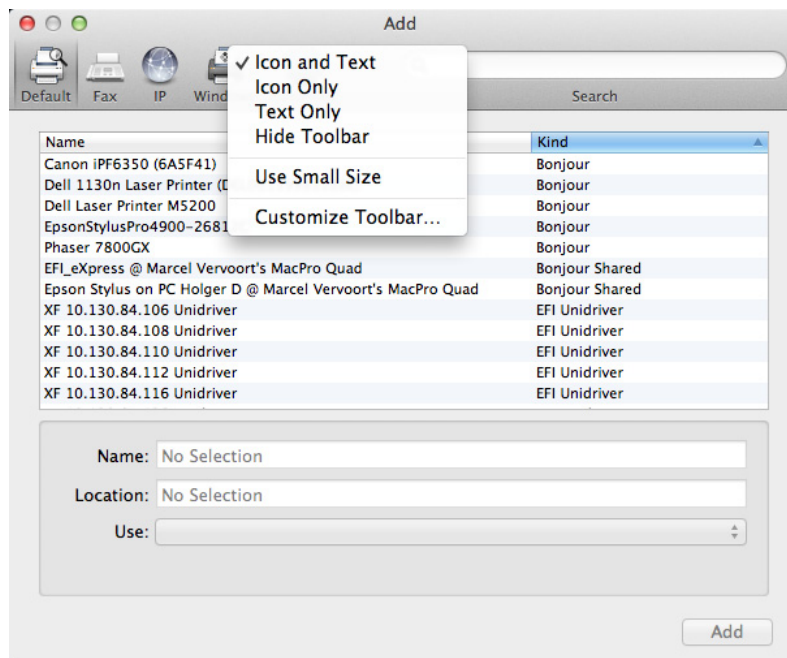 Add
Default Fax IP Wind
Search
✓ Icon and Text
Icon Only
Text Only
Hide Toolbar
Use Small Size
Customize Toolbar...
Name Kind
Canon iPF6350 (6A5F41) Bonjour
Dell 1130n Laser Printer (D Bonjour
Dell Laser Printer M5200 Bonjour
EpsonStylusPro4900-2681 Bonjour
Phaser 7800GX Bonjour
EFI_eXpress @ Marcel Vervoort's MacPro Quad Bonjour Shared
Epson Stylus on PC Holger D @ Marcel Vervoort's MacPro Quad Bonjour Shared
XF 10.130.84.106 Unidriver EFI Unidriver
XF 10.130.84.108 Unidriver EFI Unidriver
XF 10.130.84.110 Unidriver EFI Unidriver
XF 10.130.84.112 Unidriver EFI Unidriver
XF 10.130.84.116 Unidriver EFI Unidriver
Name: No Selection
Location: No Selection
Use:
Add